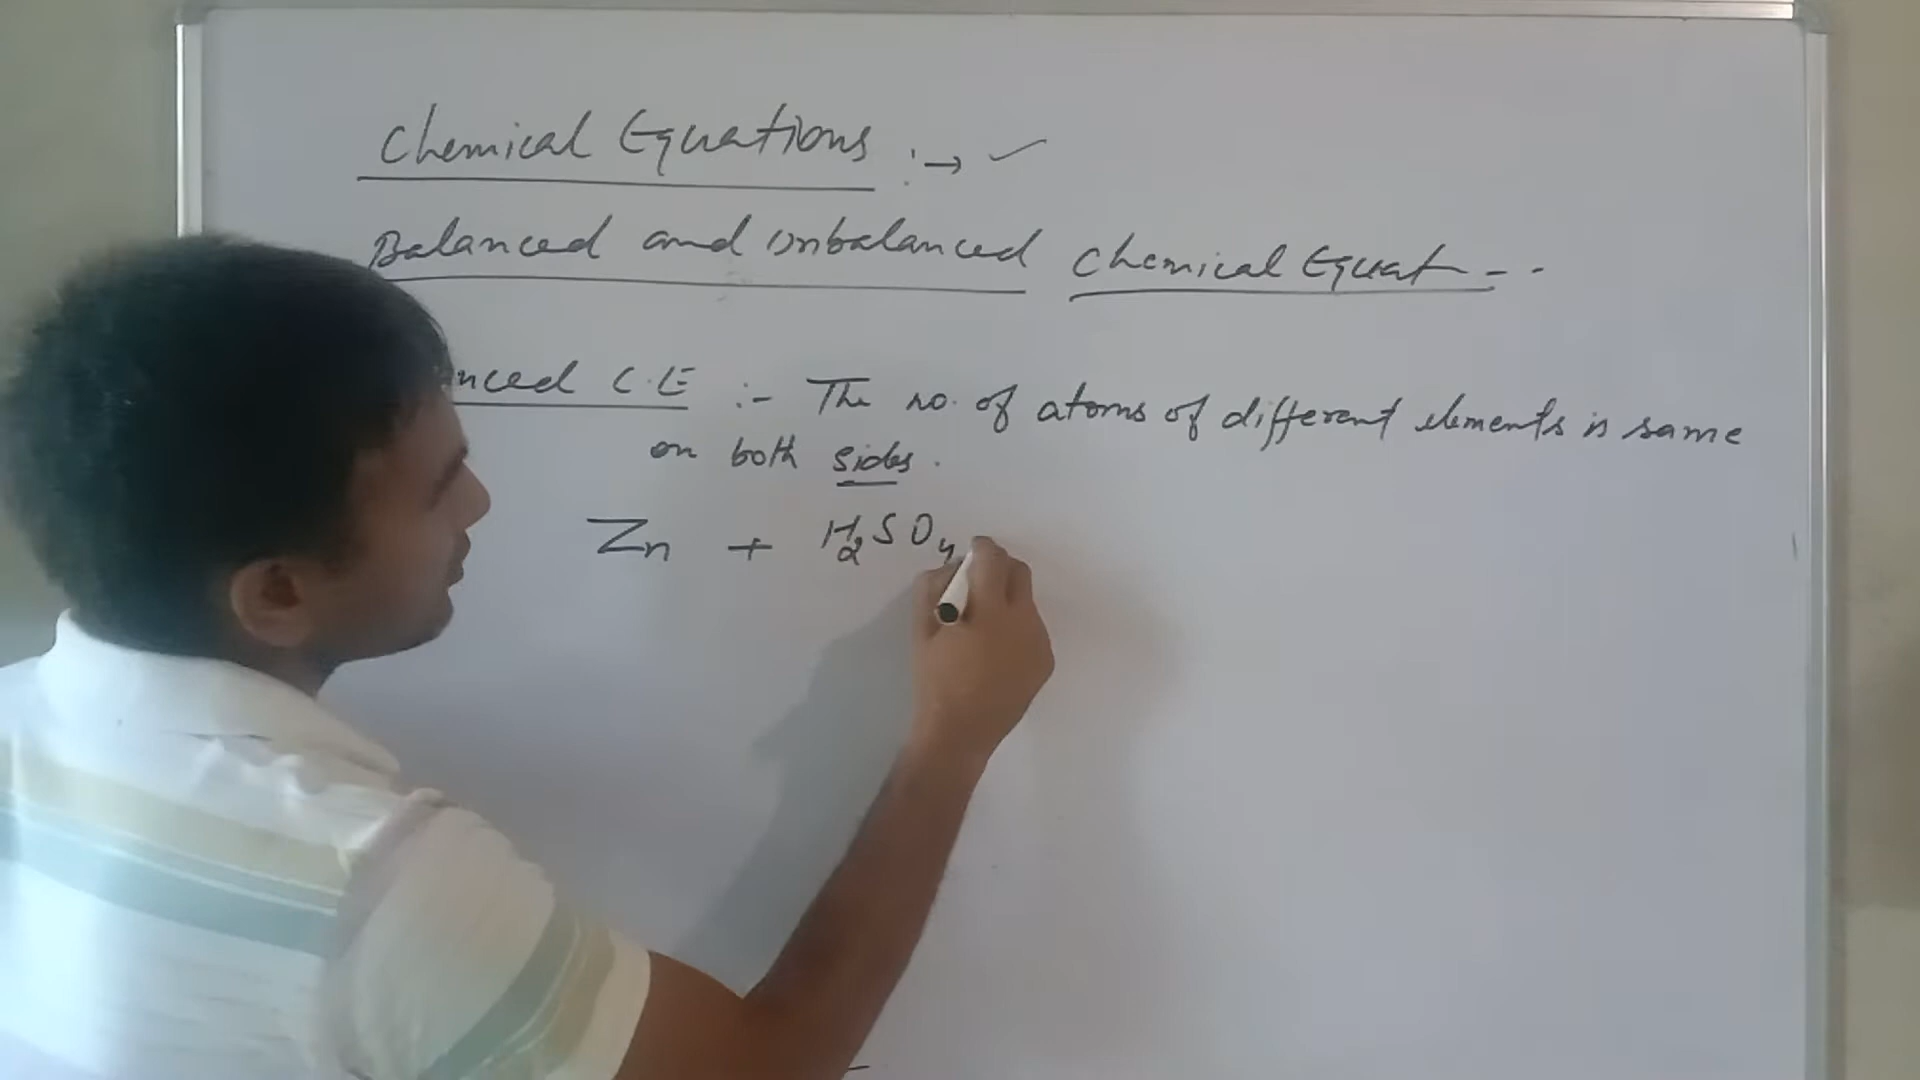 Chemical Equations :→ ✓
Balanced and Unbalanced Chemical Equat - -
nced C.E :- The no. of atoms of different elements is same
on both sides.
Zn + H₂SO₄